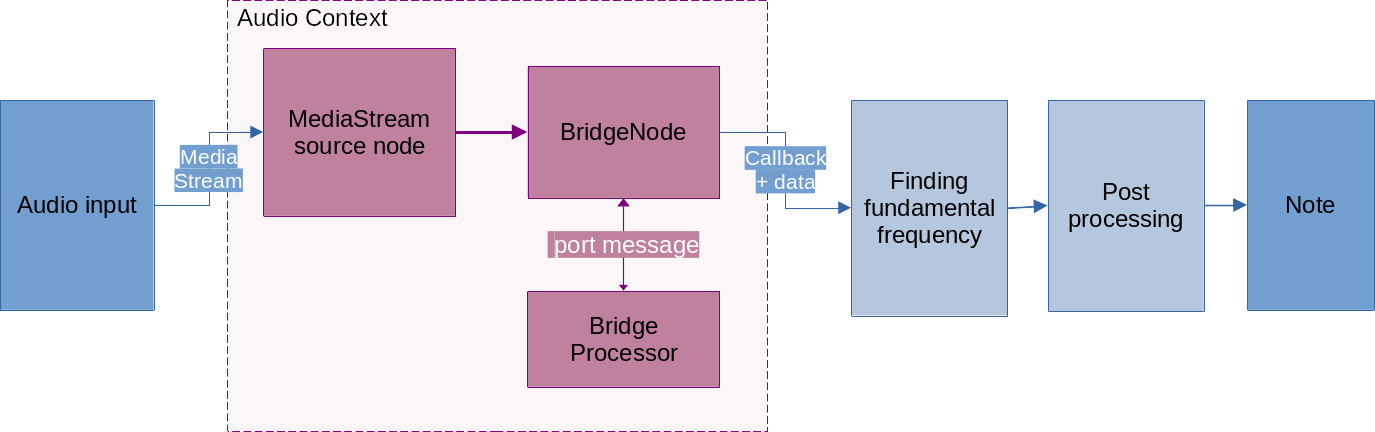 Audio Context
Audio input
Media
Stream
MediaStream
source node
BridgeNode
port message
Bridge
Processor
Callback
+ data
Finding
fundamental
frequency
Post
processing
Note